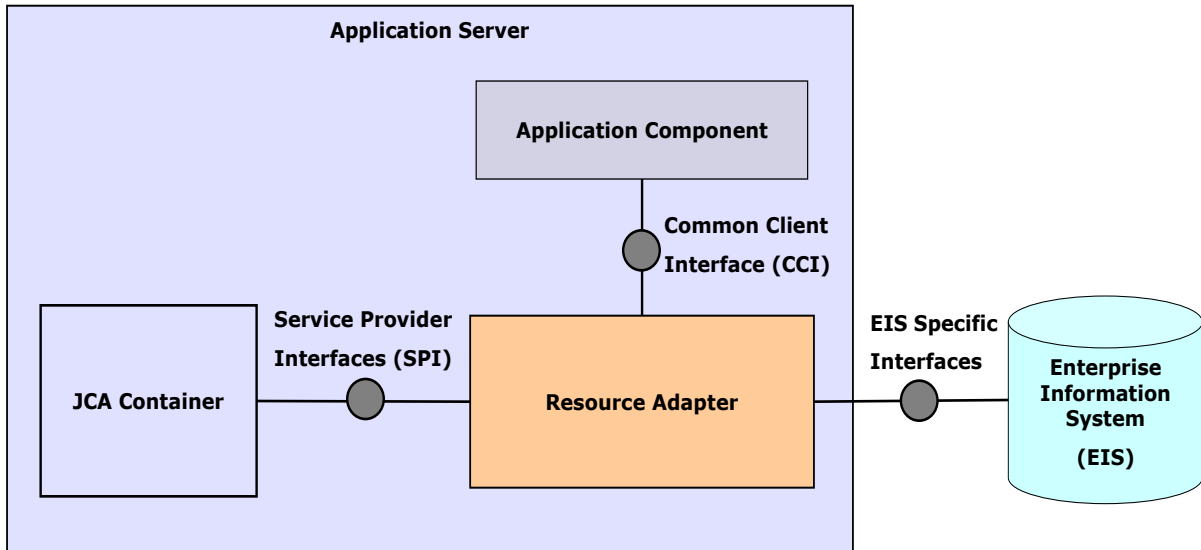 Application Server
Application Component
Common Client
Interface (CCI)
Service Provider
Interfaces (SPI)
EIS Specific
Interfaces
JCA Container
Resource Adapter
Enterprise
Information
System
(EIS)